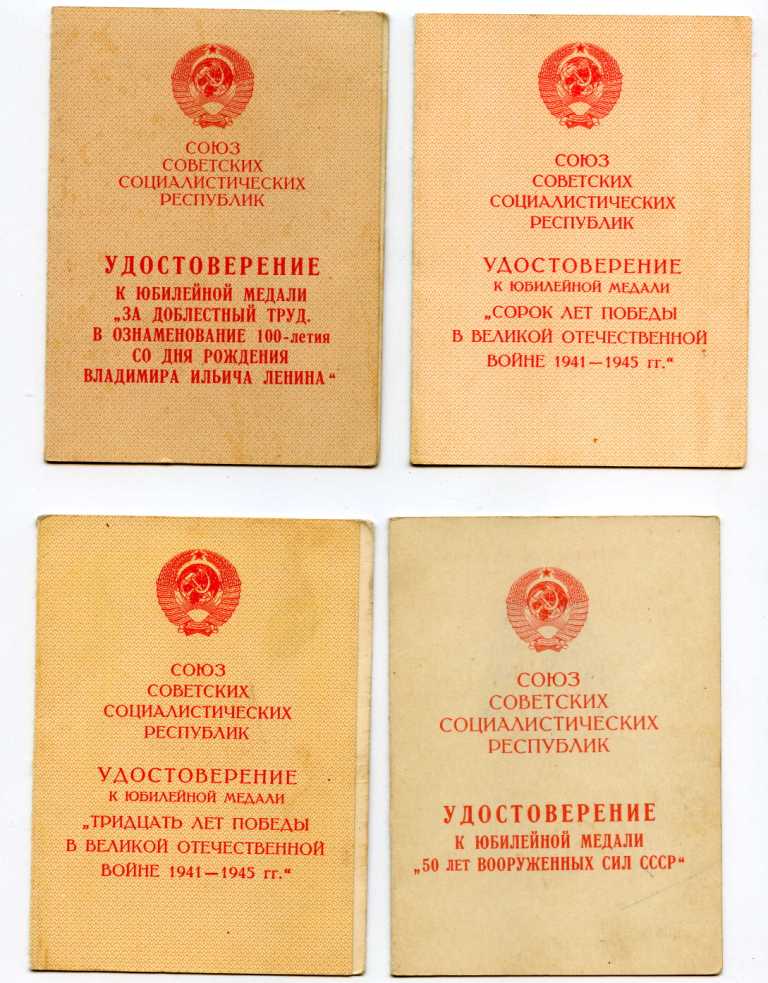 СОЮЗ
СОВЕТСКИХ
СОЦИАЛИСТИЧЕСКИХ
РЕСПУБЛИК
УДОСТОВЕРЕНИЕ
К ЮБИЛЕЙНОЙ МЕДАЛИ
„ЗА ДОБЛЕСТНЫЙ ТРУД.
В ОЗНАМЕНОВАНИЕ 100-летия
СО ДНЯ РОЖДЕНИЯ
ВЛАДИМИРА ИЛЬИЧА ЛЕНИНА“
СОЮЗ
СОВЕТСКИХ
СОЦИАЛИСТИЧЕСКИХ
РЕСПУБЛИК
УДОСТОВЕРЕНИЕ
К ЮБИЛЕЙНОЙ МЕДАЛИ
„СОРОК ЛЕТ ПОБЕДЫ
В ВЕЛИКОЙ ОТЕЧЕСТВЕННОЙ
ВОЙНЕ 1941—1945 гг.“
СОЮЗ
СОВЕТСКИХ
СОЦИАЛИСТИЧЕСКИХ
РЕСПУБЛИК
УДОСТОВЕРЕНИЕ
К ЮБИЛЕЙНОЙ МЕДАЛИ
„ТРИДЦАТЬ ЛЕТ ПОБЕДЫ
В ВЕЛИКОЙ ОТЕЧЕСТВЕННОЙ
ВОЙНЕ 1941—1945 гг.“
СОЮЗ
СОВЕТСКИХ
СОЦИАЛИСТИЧЕСКИХ
РЕСПУБЛИК
УДОСТОВЕРЕНИЕ
К ЮБИЛЕЙНОЙ МЕДАЛИ
„50 ЛЕТ ВООРУЖЕННЫХ СИЛ СССР“